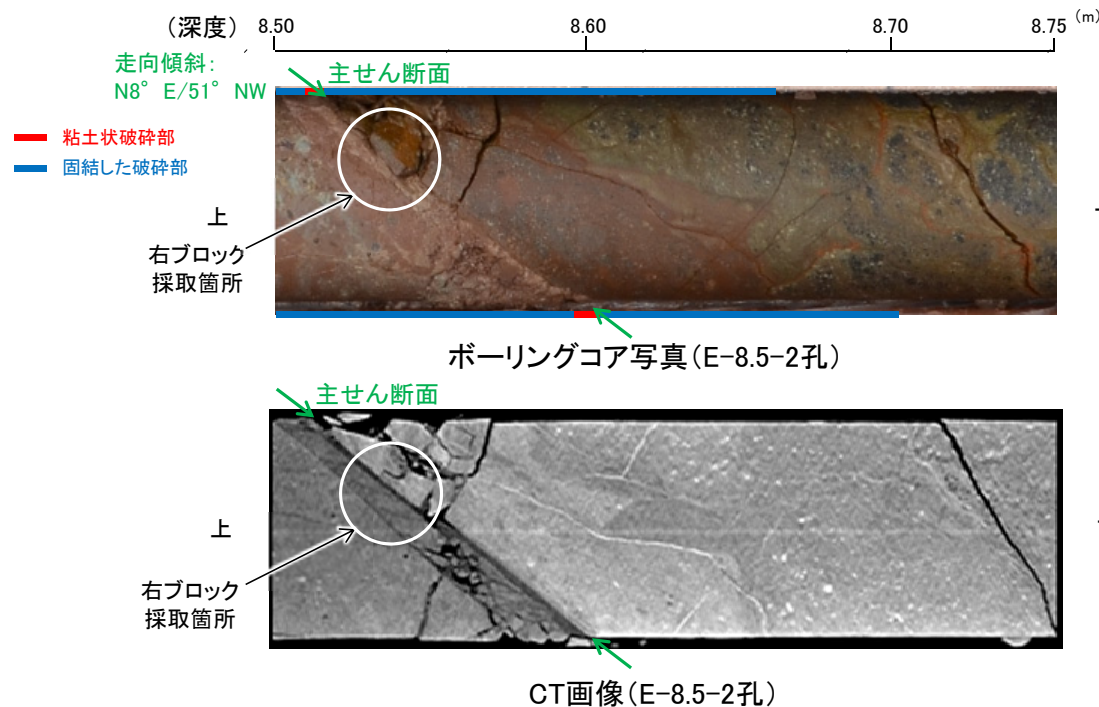 （深度） 8.50 8.60 8.70 8.75 (m)
走向傾斜：
N8° E/51° NW
主せん断面
粘土状破砕部
固結した破砕部
上
右ブロック
採取箇所
ボーリングコア写真（E-8.5-2孔）
主せん断面
上
右ブロック
採取箇所
CT画像（E-8.5-2孔）